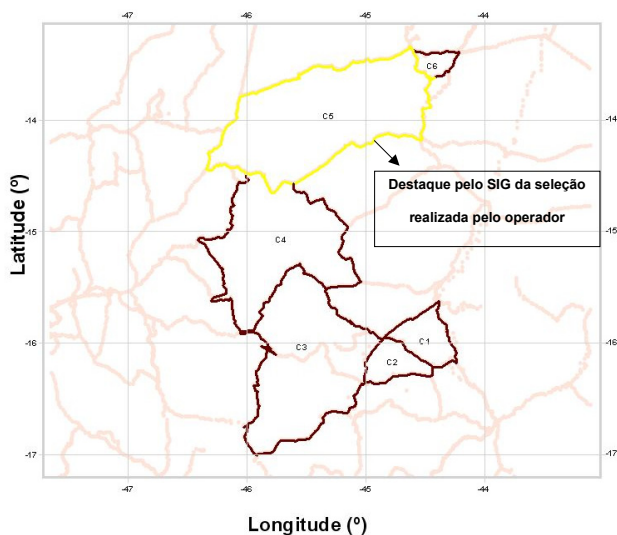 -47 -46 -45 -44
C6
C5
-14 -14
Destaque pelo SIG da seleção
realizada pelo operador
-15 -15
C4
Latitude (º)
C3
C1
C2
-16 -16
-17 -17
-47 -46 -45 -44
Longitude (º)